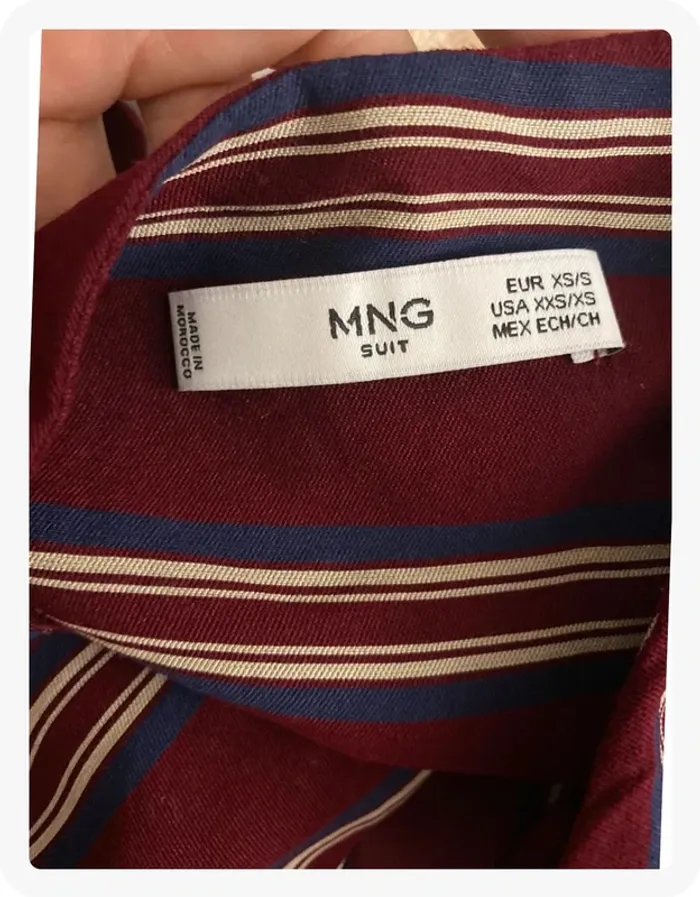 MADE IN
MOROCCO
MNG
SUIT
EUR XS/S
USA XXS/XS
MEX ECH/CH